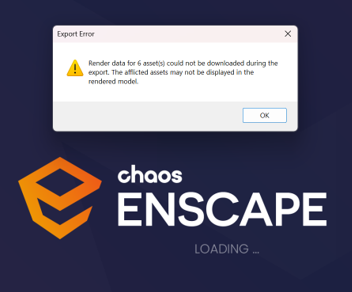 Export Error
Render data for 6 asset(s) could not be downloaded during the
export. The afflicted assets may not be displayed in the
rendered model.
OK
chaos
ENSCAPE
LOADING ...